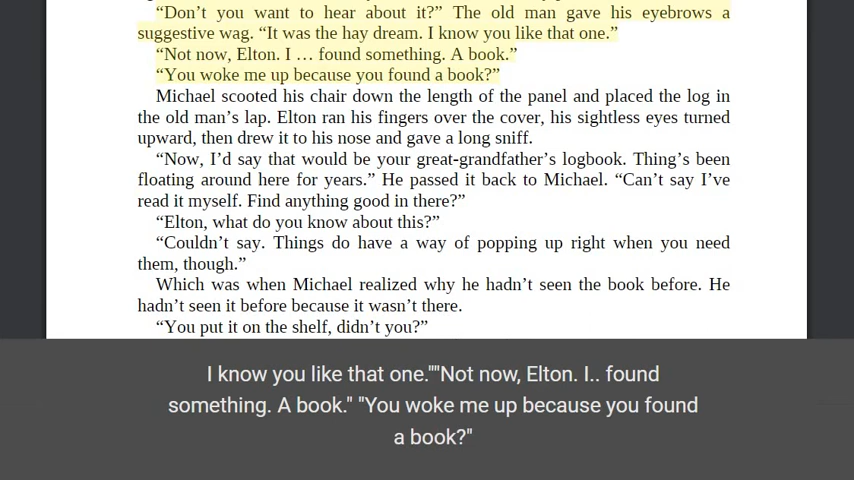 “Don’t you want to hear about it?” The old man gave his eyebrows a
suggestive wag. “It was the hay dream. I know you like that one.”
“Not now, Elton. I … found something. A book.”
“You woke me up because you found a book?”
Michael scooted his chair down the length of the panel and placed the log in
the old man’s lap. Elton ran his fingers over the cover, his sightless eyes turned
upward, then drew it to his nose and gave a long sniff.
“Now, I’d say that would be your great-grandfather’s logbook. Thing’s been
floating around here for years.” He passed it back to Michael. “Can’t say I’ve
read it myself. Find anything good in there?”
“Elton, what do you know about this?”
“Couldn’t say. Things do have a way of popping up right when you need
them, though.”
Which was when Michael realized why he hadn’t seen the book before. He
hadn’t seen it before because it wasn’t there.
“You put it on the shelf, didn’t you?”
I know you like that one.""Not now, Elton. I.. found
something. A book." "You woke me up because you found
a book?"